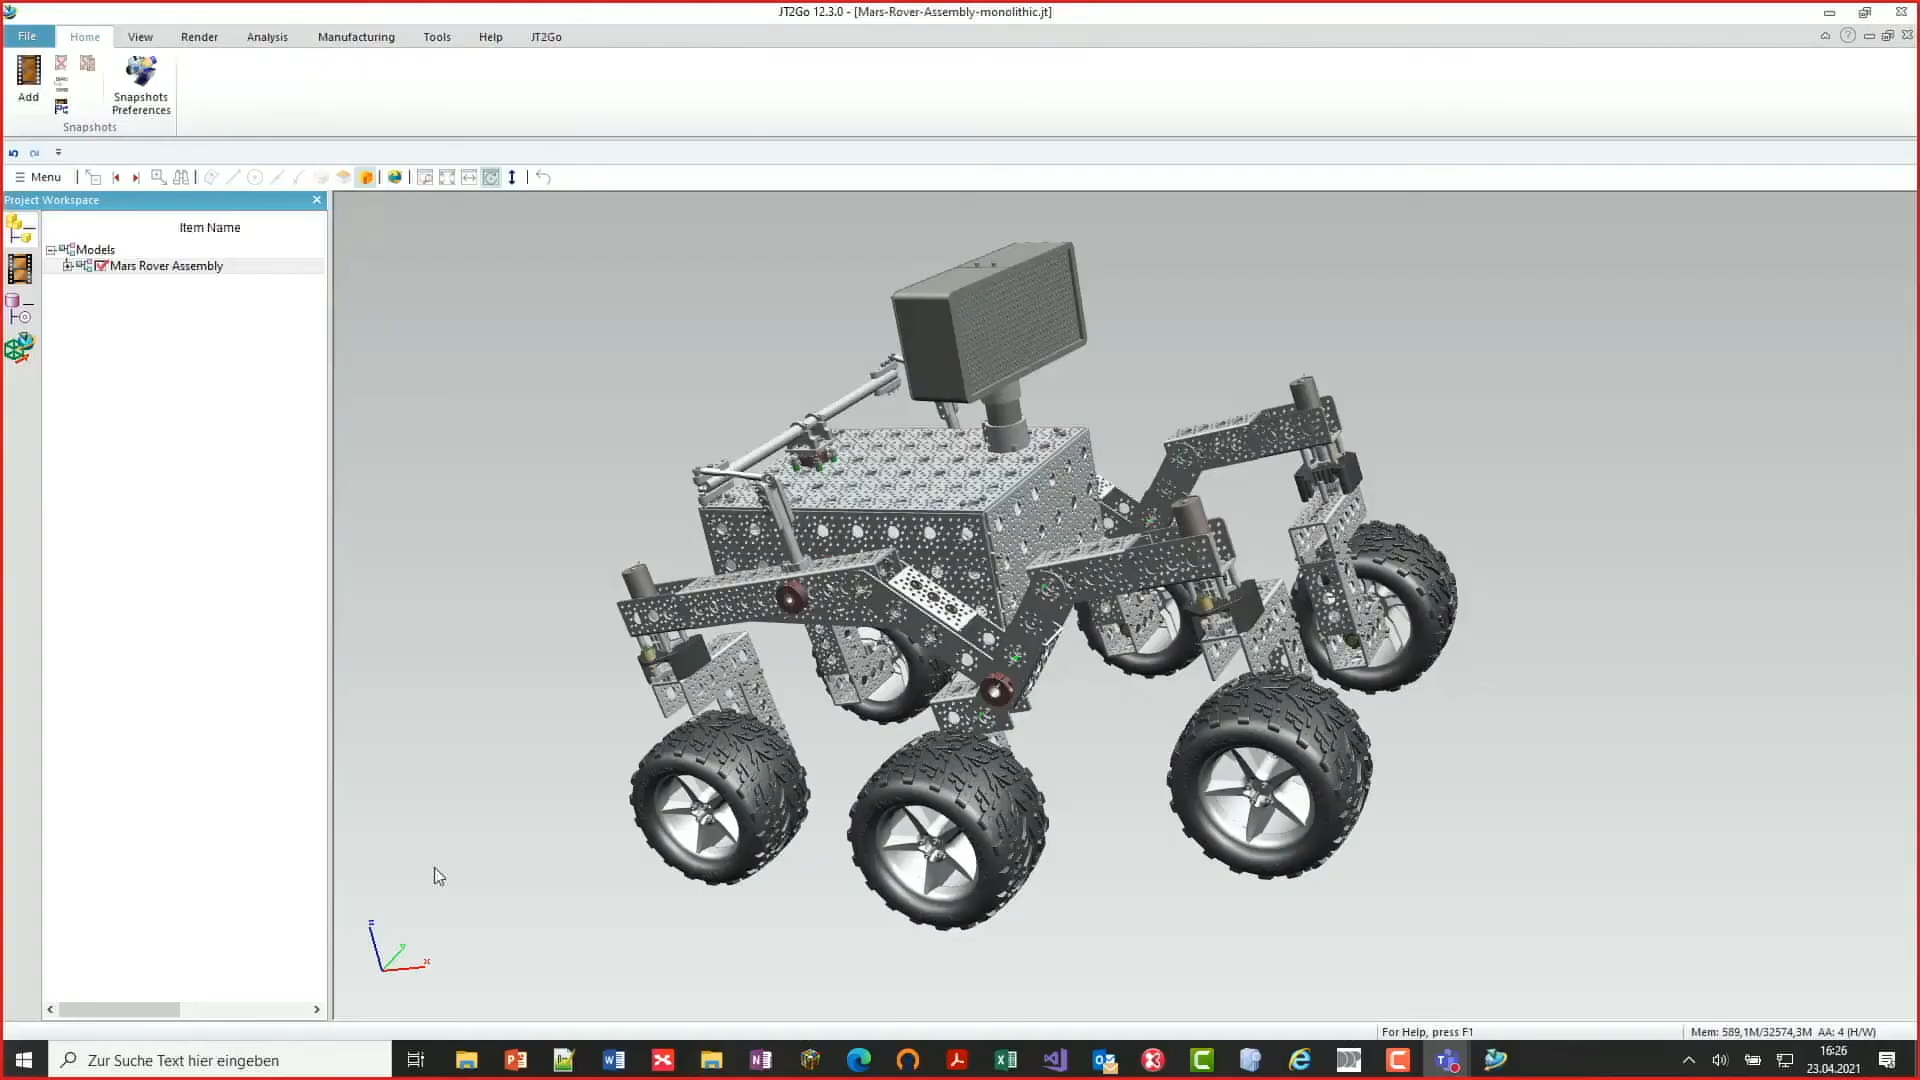 JT2Go 12.3.0 - [Mars-Rover-Assembly-monolithic.jt]
File Home View Render Analysis Manufacturing Tools Help JT2Go
Add
Snapshots
Preferences
Snapshots
Menu
Project Workspace
Item Name
Models
Mars Rover Assembly
Z
Y
X
For Help, press F1
Mem: 589,1M/32574,3M AA: 4 (H/W)
Zur Suche Text hier eingeben
16:26
23.04.2021